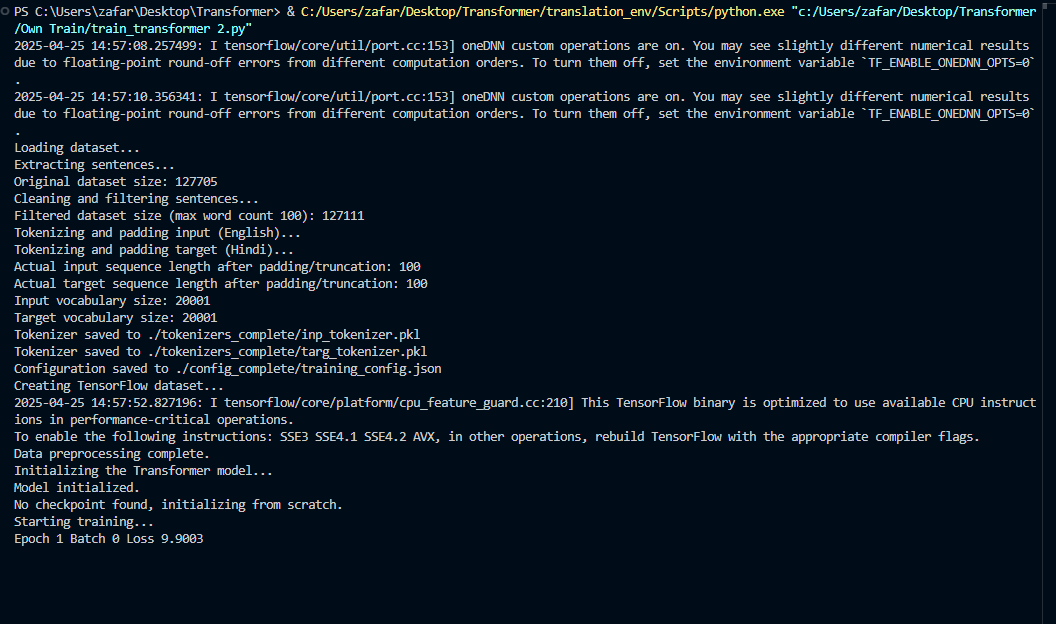 PS C:\Users\zafar\Desktop\Transformer> & C:/Users/zafar/Desktop/Transformer/translation_env/Scripts/python.exe "c:/Users/zafar/Desktop/Transformer
/Own Train/train_transformer 2.py"
2025-04-25 14:57:08.257499: I tensorflow/core/util/port.cc:153] oneDNN custom operations are on. You may see slightly different numerical results
due to floating-point round-off errors from different computation orders. To turn them off, set the environment variable `TF_ENABLE_ONEDNN_OPTS=0`
.
2025-04-25 14:57:10.356341: I tensorflow/core/util/port.cc:153] oneDNN custom operations are on. You may see slightly different numerical results
due to floating-point round-off errors from different computation orders. To turn them off, set the environment variable `TF_ENABLE_ONEDNN_OPTS=0`
.
Loading dataset...
Extracting sentences...
Original dataset size: 127705
Cleaning and filtering sentences...
Filtered dataset size (max word count 100): 127111
Tokenizing and padding input (English)...
Tokenizing and padding target (Hindi)...
Actual input sequence length after padding/truncation: 100
Actual target sequence length after padding/truncation: 100
Input vocabulary size: 20001
Target vocabulary size: 20001
Tokenizer saved to ./tokenizers_complete/inp_tokenizer.pkl
Tokenizer saved to ./tokenizers_complete/targ_tokenizer.pkl
Configuration saved to ./config_complete/training_config.json
Creating TensorFlow dataset...
2025-04-25 14:57:52.827196: I tensorflow/core/platform/cpu_feature_guard.cc:210] This TensorFlow binary is optimized to use available CPU instruct
ions in performance-critical operations.
To enable the following instructions: SSE3 SSE4.1 SSE4.2 AVX, in other operations, rebuild TensorFlow with the appropriate compiler flags.
Data preprocessing complete.
Initializing the Transformer model...
Model initialized.
No checkpoint found, initializing from scratch.
Starting training...
Epoch 1 Batch 0 Loss 9.9003